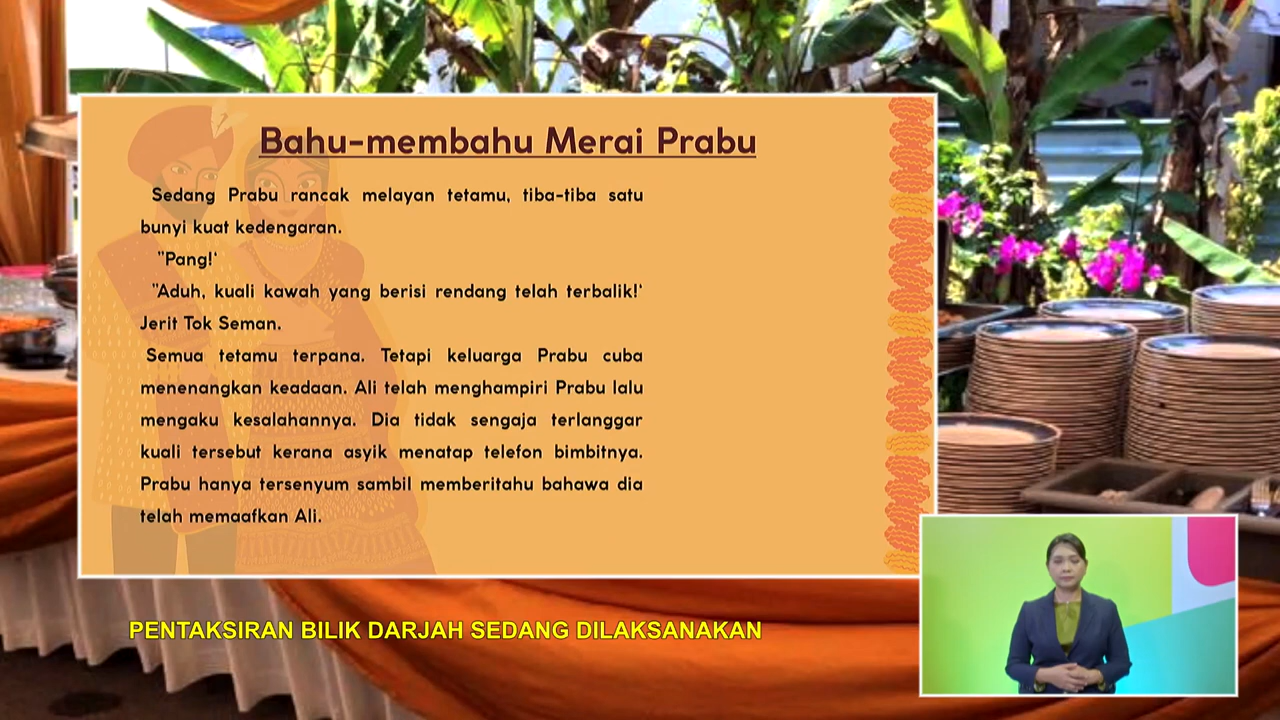 Bahu-membahu Merai Prabu
Sedang Prabu rancak melayan tetamu, tiba-tiba satu
bunyi kuat kedengaran.
"Pang!'
"Aduh, kuali kawah yang berisi rendang telah terbalik!'
Jerit Tok Seman.
Semua tetamu terpana. Tetapi keluarga Prabu cuba
menenangkan keadaan. Ali telah menghampiri Prabu lalu
mengaku kesalahannya. Dia tidak sengaja terlanggar
kuali tersebut kerana asyik menatap telefon bimbitnya.
Prabu hanya tersenyum sambil memberitahu bahawa dia
telah memaafkan Ali.
PENTAKSIRAN BILIK DARJAH SEDANG DILAKSANAKAN